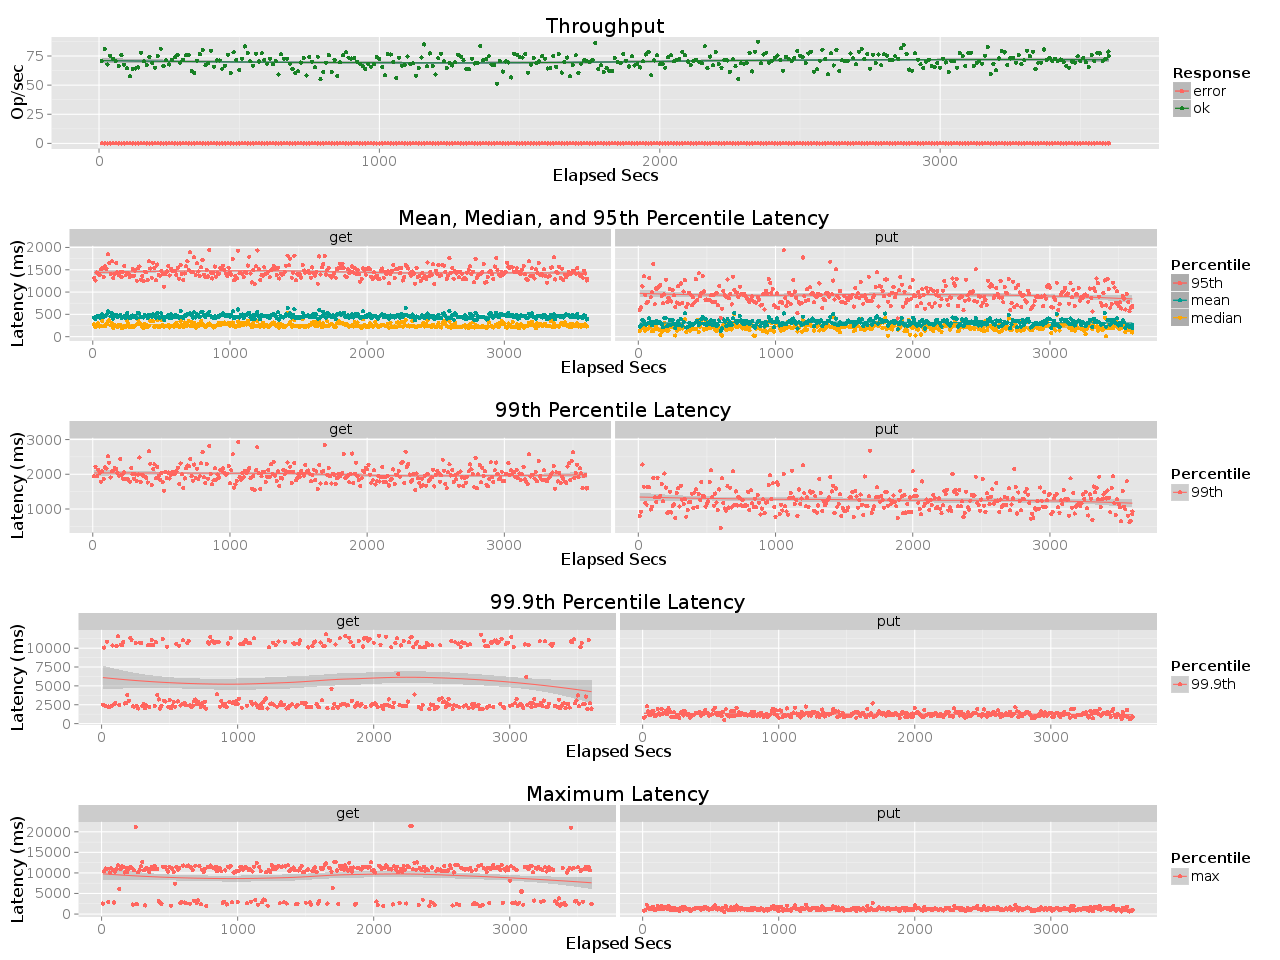 Throughput
Op/sec
75
50
25
0
0 1000 2000 3000
Elapsed Secs
Response
error
ok
Mean, Median, and 95th Percentile Latency
get put
Latency (ms)
2000
1500
1000
500
0
0 1000 2000 3000 0 1000 2000 3000
Elapsed Secs
Percentile
95th
mean
median
99th Percentile Latency
get put
Latency (ms)
3000
2000
1000
0 1000 2000 3000 0 1000 2000 3000
Elapsed Secs
Percentile
99th
99.9th Percentile Latency
get put
Latency (ms)
10000
7500
5000
2500
0
0 1000 2000 3000 0 1000 2000 3000
Elapsed Secs
Percentile
99.9th
Maximum Latency
get put
Latency (ms)
20000
15000
10000
5000
0
0 1000 2000 3000 0 1000 2000 3000
Elapsed Secs
Percentile
max